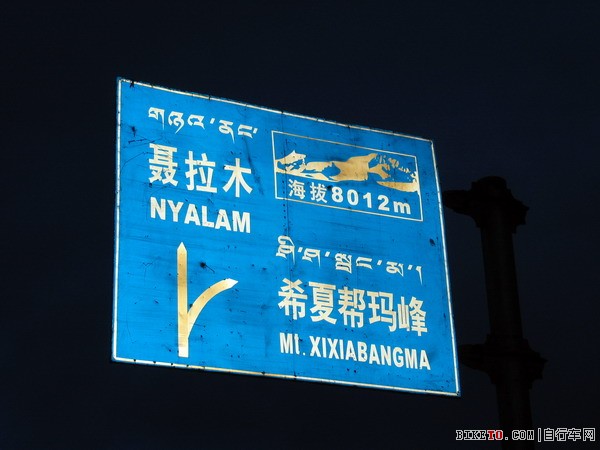 གཉའ་ནང་
聂拉木
NYALAM
海拔8012m
ཤི་ཤ་སྦང་མ་།
希夏帮玛峰
Mt. XIXIABANGMA
BIKETO.COM|自行车网